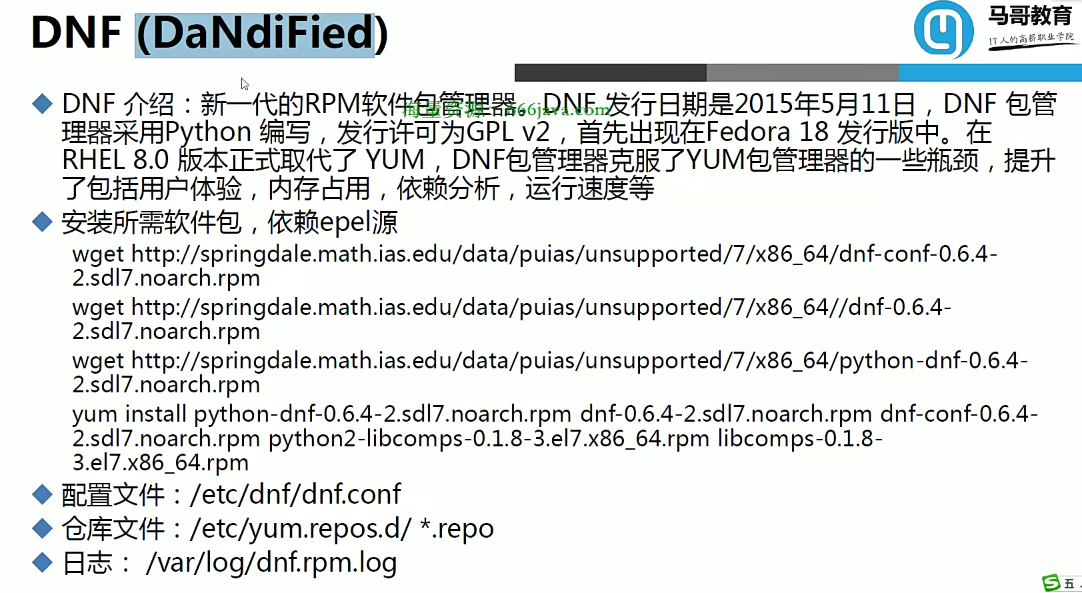 DNF (DaNdiFied)
马哥教育
IT人的高薪职业学院
DNF 介绍：新一代的RPM软件包管理器。DNF 发行日期是2015年5月11日，DNF 包管
理器采用Python 编写，发行许可为GPL v2，首先出现在Fedora 18 发行版中。在
RHEL 8.0 版本正式取代了 YUM，DNF包管理器克服了YUM包管理器的一些瓶颈，提升
了包括用户体验，内存占用，依赖分析，运行速度等
安装所需软件包，依赖epel源
wget http://springdale.math.ias.edu/data/puias/unsupported/7/x86_64/dnf-conf-0.6.4-
2.sdl7.noarch.rpm
wget http://springdale.math.ias.edu/data/puias/unsupported/7/x86_64//dnf-0.6.4-
2.sdl7.noarch.rpm
wget http://springdale.math.ias.edu/data/puias/unsupported/7/x86_64/python-dnf-0.6.4-
2.sdl7.noarch.rpm
yum install python-dnf-0.6.4-2.sdl7.noarch.rpm dnf-0.6.4-2.sdl7.noarch.rpm dnf-conf-0.6.4-
2.sdl7.noarch.rpm python2-libcomps-0.1.8-3.el7.x86_64.rpm libcomps-0.1.8-
3.el7.x86_64.rpm
配置文件：/etc/dnf/dnf.conf
仓库文件：/etc/yum.repos.d/ *.repo
日志： /var/log/dnf.rpm.log
五